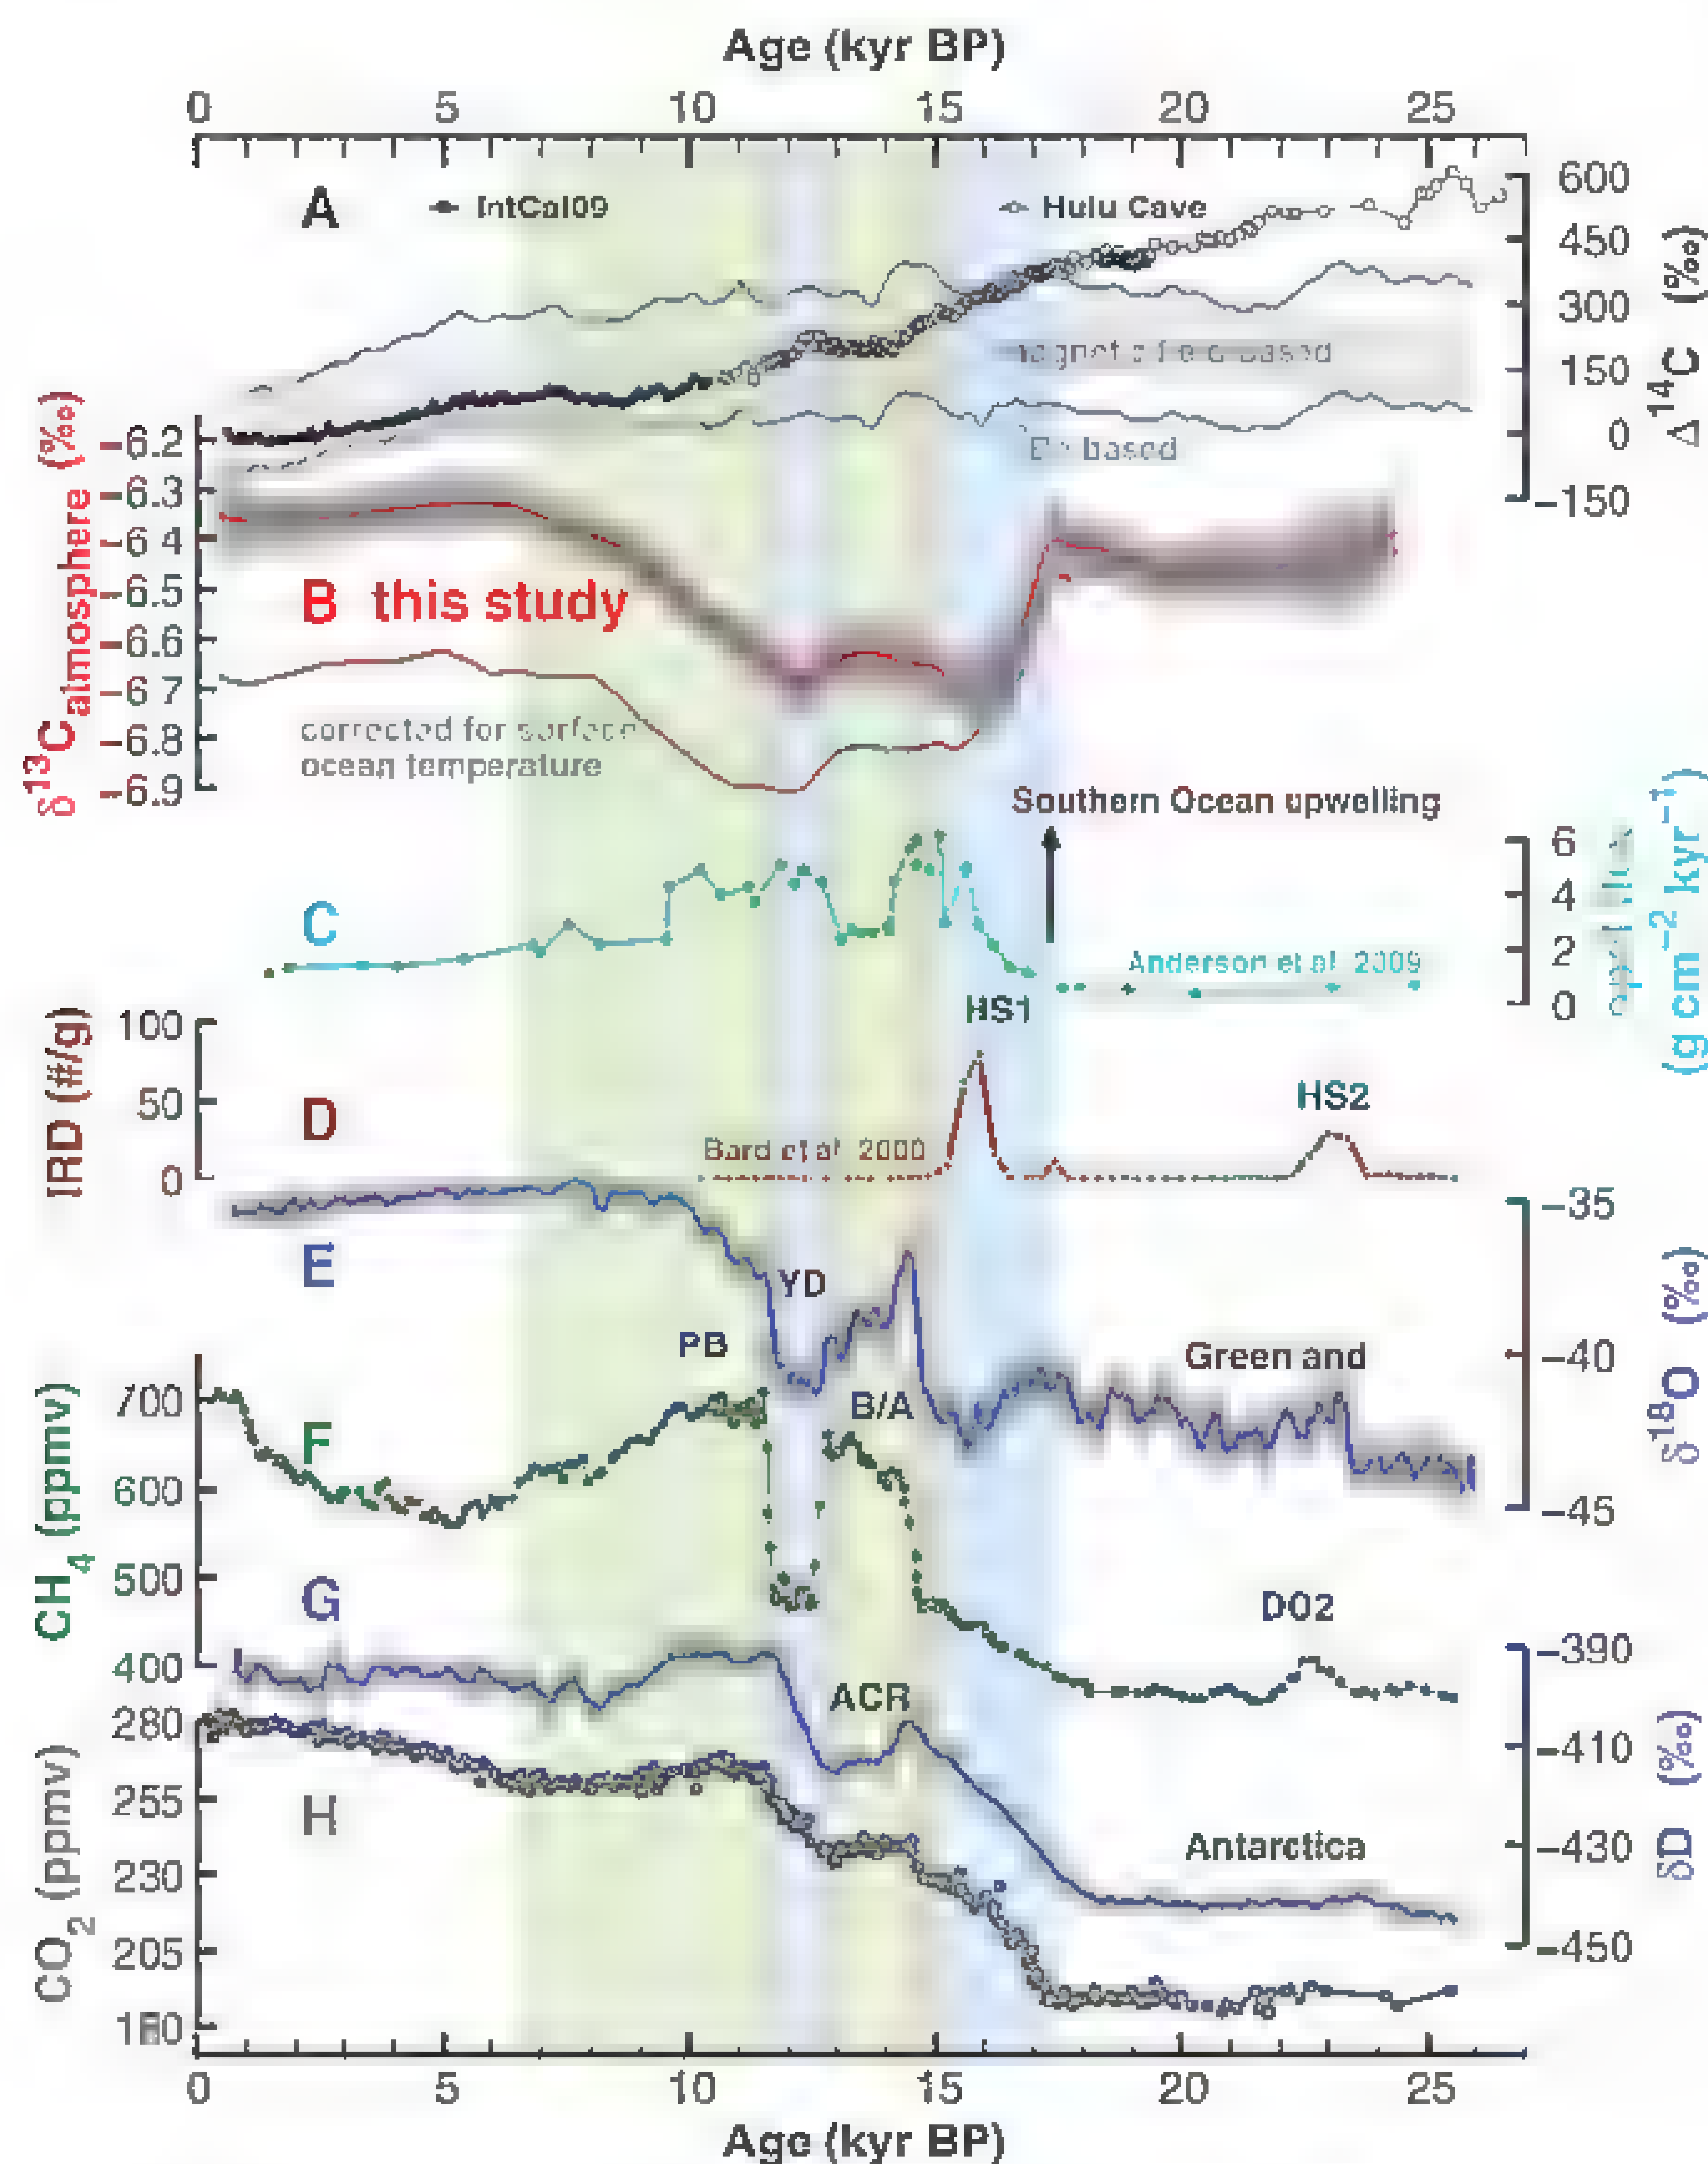 Age (kyr BP)
0 5 10 15 20 25
A
IntCal09
Hulu Cave
600
450
300
150
0
−150
Δ14C (‰)
based
based
−6.2
−6.3
−6 4
−6.5
−6.6
−6 7
−6.8
−6.9
δ13Catmosphere (‰)
B this study
corrected for surface
ocean temperature
Southern Ocean upwelling
6
4
2
0
(g cm−2 kyr−1)
C
Anderson et al 2009
HS1
100
50
0
IRD (#/g)
D
Bard et al 2000
HS2
E
YD
PB
B/A
Green and
−35
−40
−45
δ18O (‰)
700
600
500
400
CH4 (ppmv)
F
G
DO2
ACR
−390
−410
−430
−450
δD (‰)
280
255
230
205
CO2 (ppmv)
H
Antarctica
0 5 10 15 20 25
Age (kyr BP)